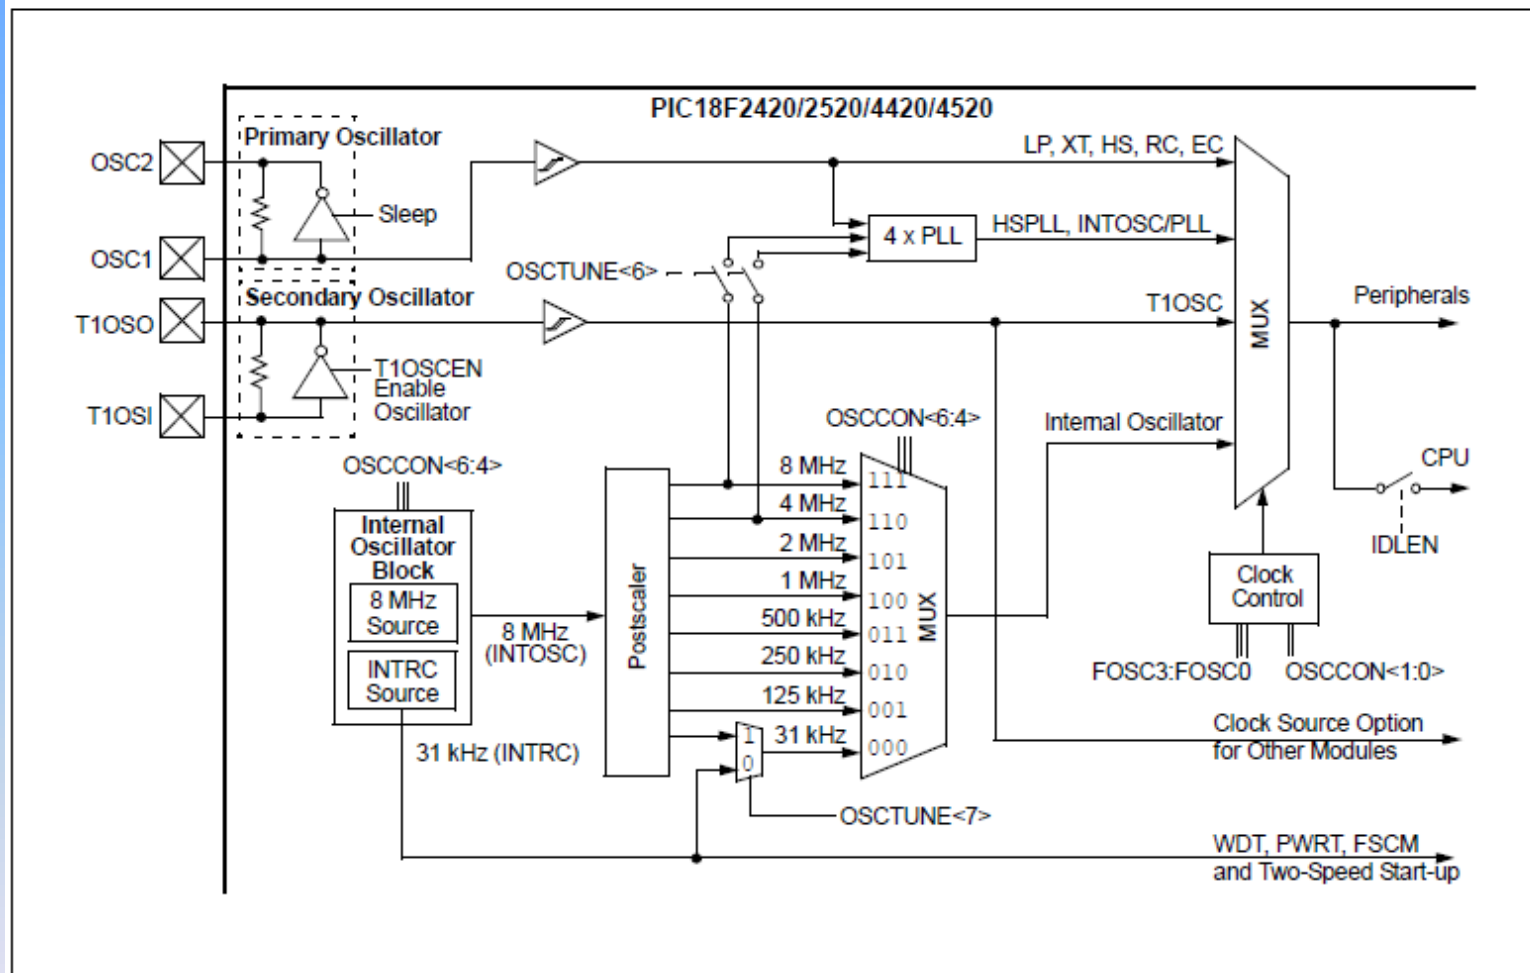 PIC18F2420/2520/4420/4520
Primary Oscillator
LP, XT, HS, RC, EC
OSC2
Sleep
4 x PLL
HSPLL, INTOSC/PLL
OSC1
OSCTUNE<6>
Secondary Oscillator
Peripherals
T1OSO
T1OSC
MUX
T1OSCEN
Enable
Oscillator
T1OSI
OSCCON<6:4>
Internal Oscillator
OSCCON<6:4>
CPU
8 MHz
111
4 MHz
110
2 MHz
101
1 MHz
100
500 kHz
011
250 kHz
010
125 kHz
001
31 kHz
000
MUX
Internal
Oscillator
Block
8 MHz
Source
INTRC
Source
8 MHz
(INTOSC)
Postscaler
IDLEN
Clock
Control
FOSC3:FOSC0
OSCCON<1:0>
31 kHz (INTRC)
1
0
Clock Source Option
for Other Modules
OSCTUNE<7>
WDT, PWRT, FSCM
and Two-Speed Start-up